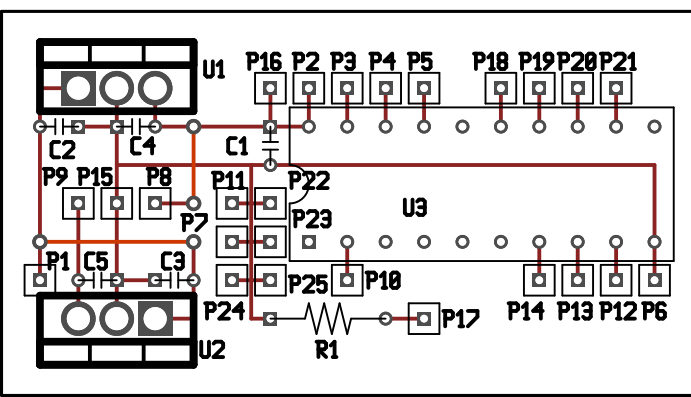 U1 P16 P2 P3 P4 P5 P18 P19 P20 P21
C2 C4 C1
P9 P15 P8 P11 P22
P7 P23 U3
P1 C5 C3 P24 P25 P10 P14 P13 P12 P6
U2 R1 P17